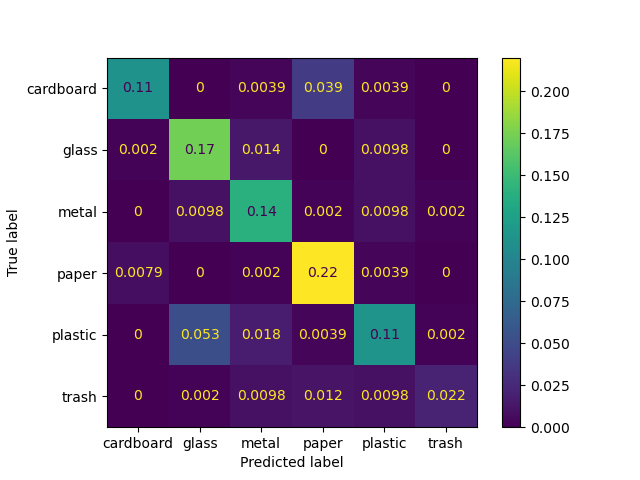 cardboard 0.11 0 0.0039 0.039 0.0039 0
glass 0.002 0.17 0.014 0 0.0098 0
metal 0 0.0098 0.14 0.002 0.0098 0.002
paper 0.0079 0 0.002 0.22 0.0039 0
plastic 0 0.053 0.018 0.0039 0.11 0.002
trash 0 0.002 0.0098 0.012 0.0098 0.022
cardboard glass metal paper plastic trash
Predicted label
True label
0.200
0.175
0.150
0.125
0.100
0.075
0.050
0.025
0.000